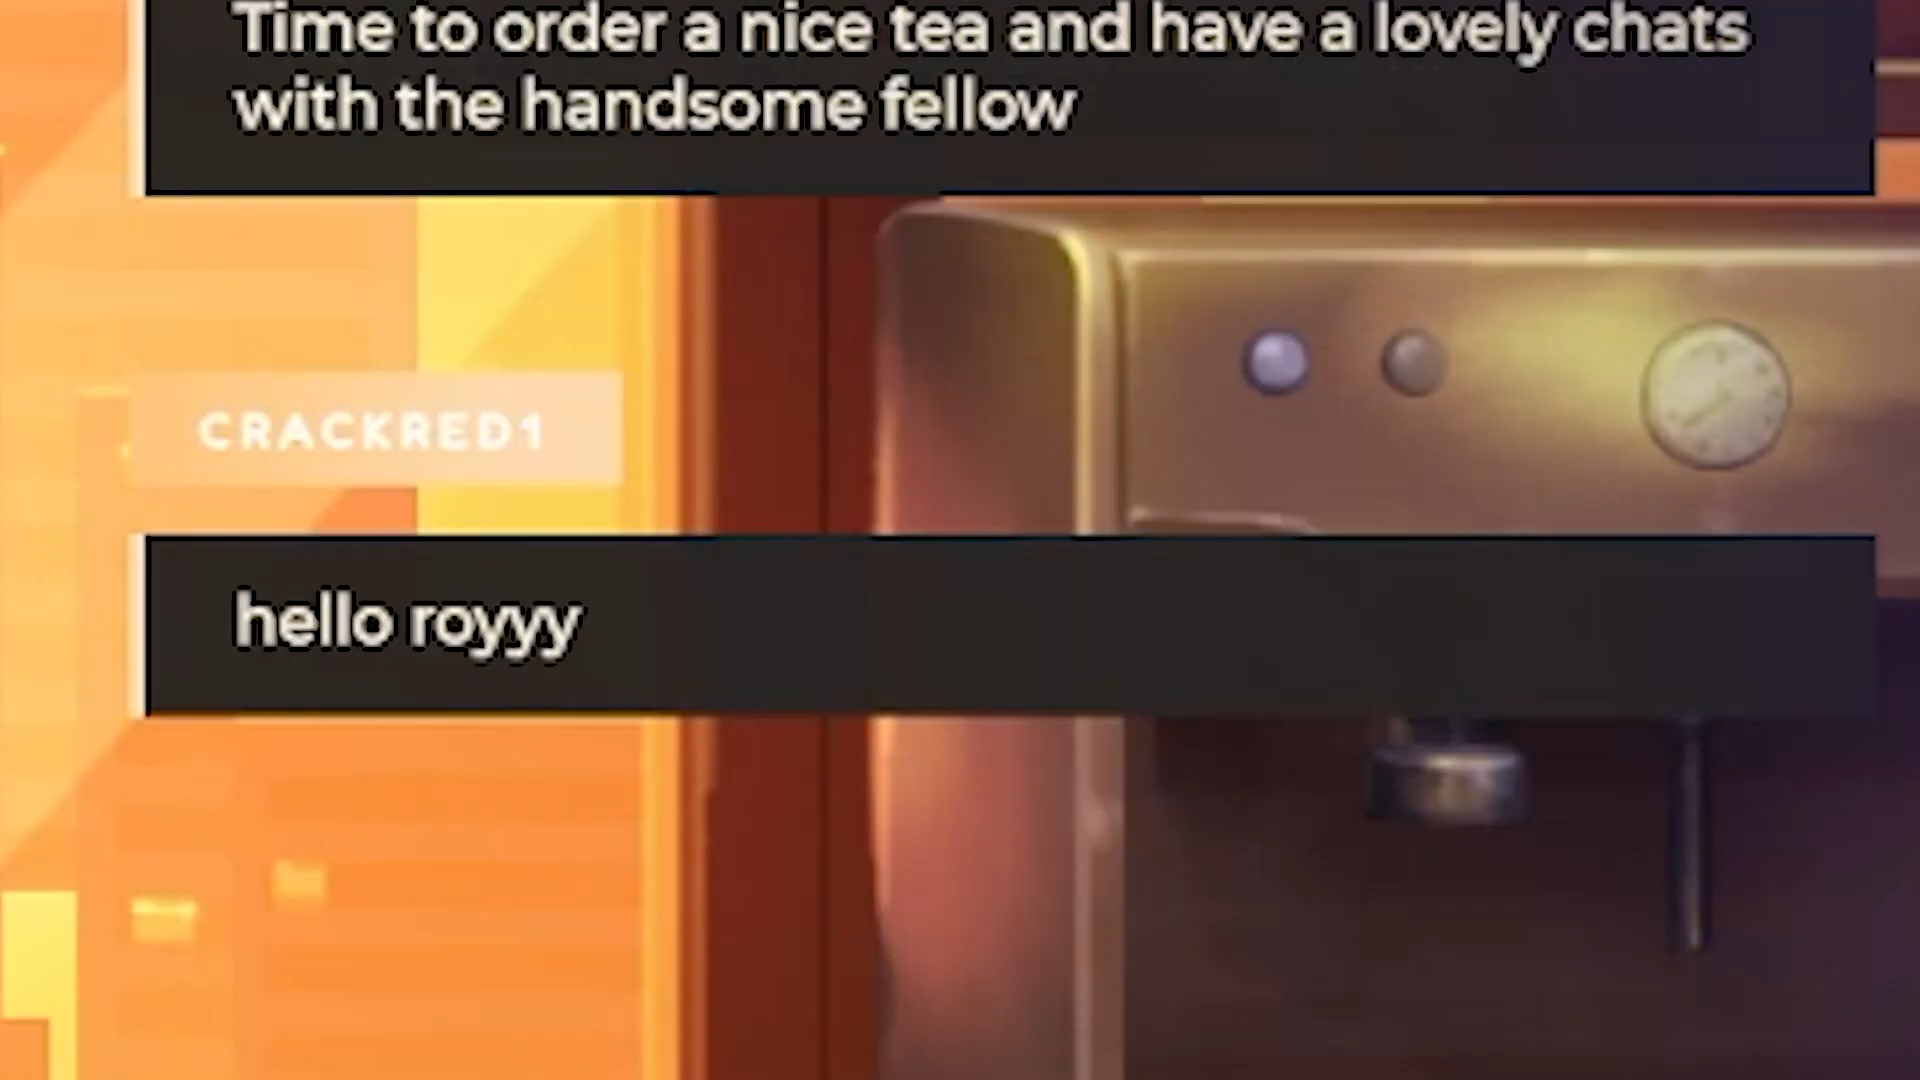 Time to order a nice tea and have a lovely chats
with the handsome fellow
CRACKRED1
hello royyy